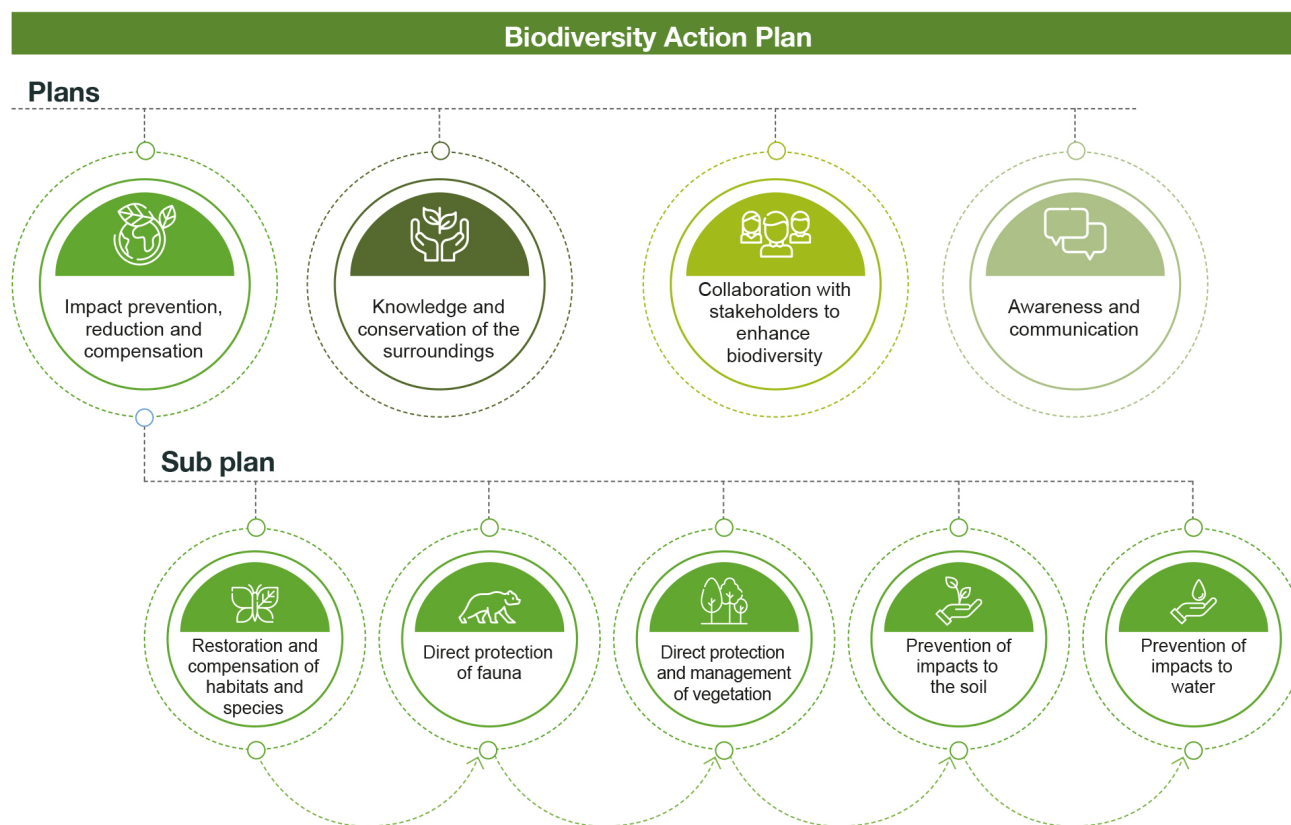 Biodiversity Action Plan
Plans
Impact prevention,
reduction and
compensation
Knowledge and
conservation of the
surroundings
Collaboration with
stakeholders to
enhance
biodiversity
Awareness and
communication
Sub plan
Restoration and
compensation of
habitats and
species
Direct protection
of fauna
Direct protection
and management
of vegetation
Prevention of
impacts to
the soil
Prevention of
impacts to
water